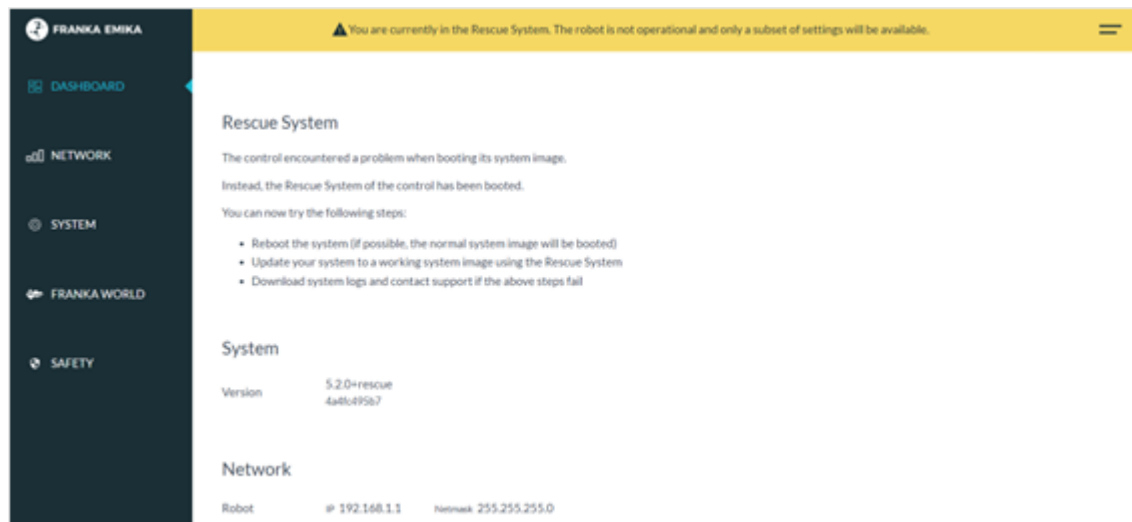 FRANKA EMIKA
You are currently in the Rescue System. The robot is not operational and only a subset of settings will be available.
DASHBOARD
NETWORK
SYSTEM
FRANKA WORLD
SAFETY
Rescue System
The control encountered a problem when booting its system image.
Instead, the Rescue System of the control has been booted.
You can now try the following steps:
• Reboot the system (if possible, the normal system image will be booted)
• Update your system to a working system image using the Rescue System
• Download system logs and contact support if the above steps fail
System
Version 5.2.0+rescue
4a4fc495b7
Network
Robot IP 192.168.1.1 Netmask 255.255.255.0